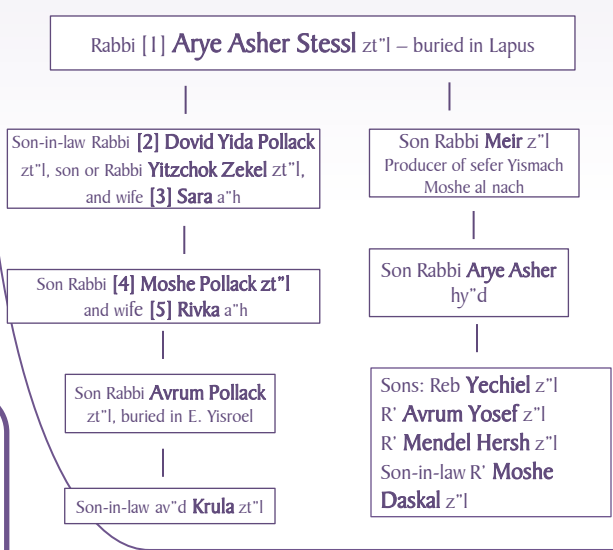 Rabbi [1] Arye Asher Stessl zt"l – buried in Lapus
Son-in-law Rabbi [2] Dovid Yida Pollack
zt"l, son or Rabbi Yitzchok Zekel zt"l,
and wife [3] Sara a"h
Son Rabbi [4] Moshe Pollack zt"l
and wife [5] Rivka a"h
Son Rabbi Avrum Pollack
zt"l, buried in E. Yisroel
Son-in-law av"d Krula zt"l
Son Rabbi Meir z"l
Producer of sefer Yismach
Moshe al nach
Son Rabbi Arye Asher
hy"d
Sons: Reb Yechiel z"l
R' Avrum Yosef z"l
R' Mendel Hersh z"l
Son-in-law R' Moshe
Daskal z"l